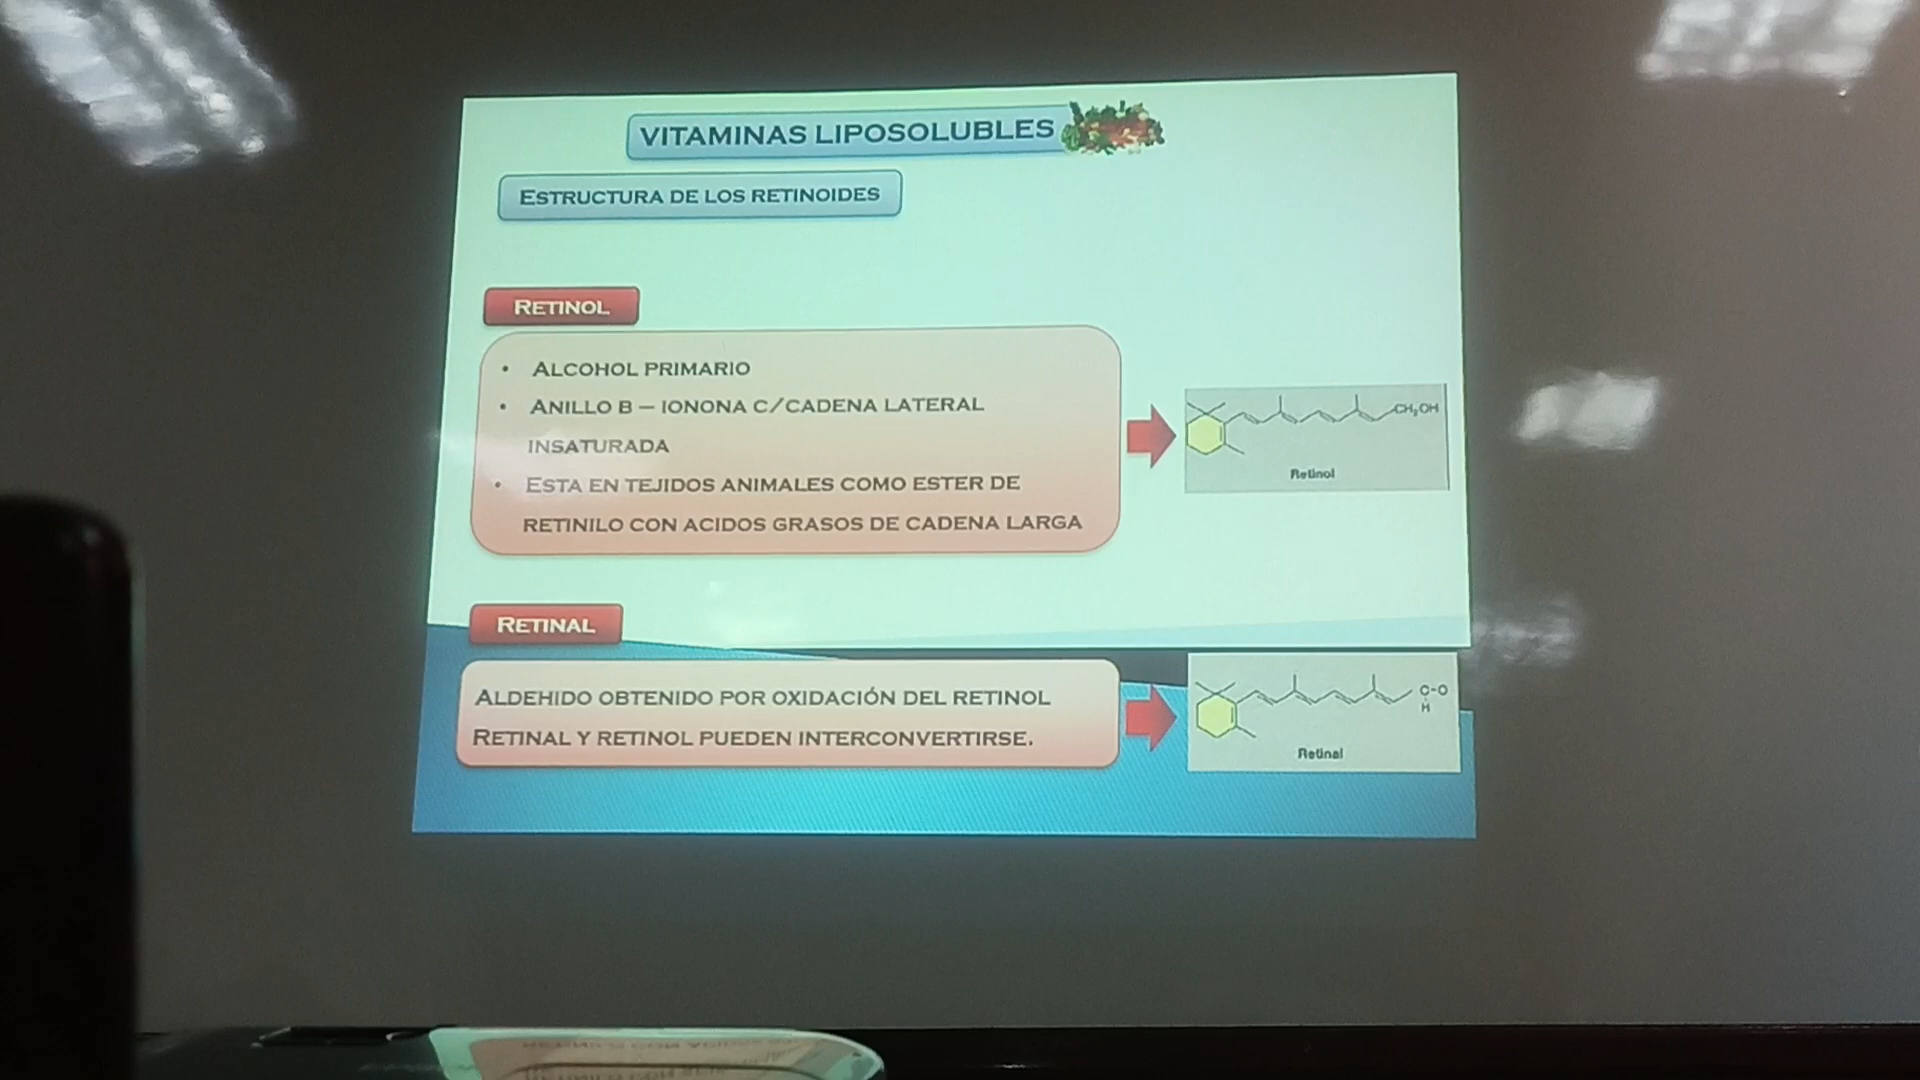 VITAMINAS LIPOSOLUBLES
ESTRUCTURA DE LOS RETINOIDES
RETINOL
• ALCOHOL PRIMARIO
• ANILLO B – IONONA C/CADENA LATERAL
INSATURADA
• ESTA EN TEJIDOS ANIMALES COMO ESTER DE
RETINILO CON ACIDOS GRASOS DE CADENA LARGA
CH₂OH
Retinol
RETINAL
ALDEHIDO OBTENIDO POR OXIDACIÓN DEL RETINOL
RETINAL Y RETINOL PUEDEN INTERCONVERTIRSE.
C-O
H
Retinal